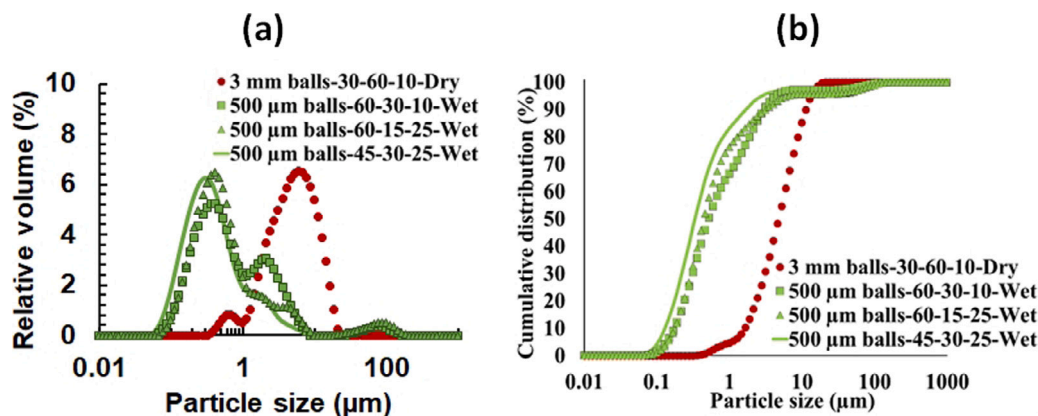 (a)
10
8
6
4
2
0
Relative volume (%)
3 mm balls-30-60-10-Dry
500 µm balls-60-30-10-Wet
500 µm balls-60-15-25-Wet
500 µm balls-45-30-25-Wet
0.01
1
100
Particle size (µm)
(b)
100
90
80
70
60
50
40
30
20
10
0
Cumulative distribution (%)
3 mm balls-30-60-10-Dry
500 µm balls-60-30-10-Wet
500 µm balls-60-15-25-Wet
500 µm balls-45-30-25-Wet
0.01
0.1
1
10
100
1000
Particle size (µm)